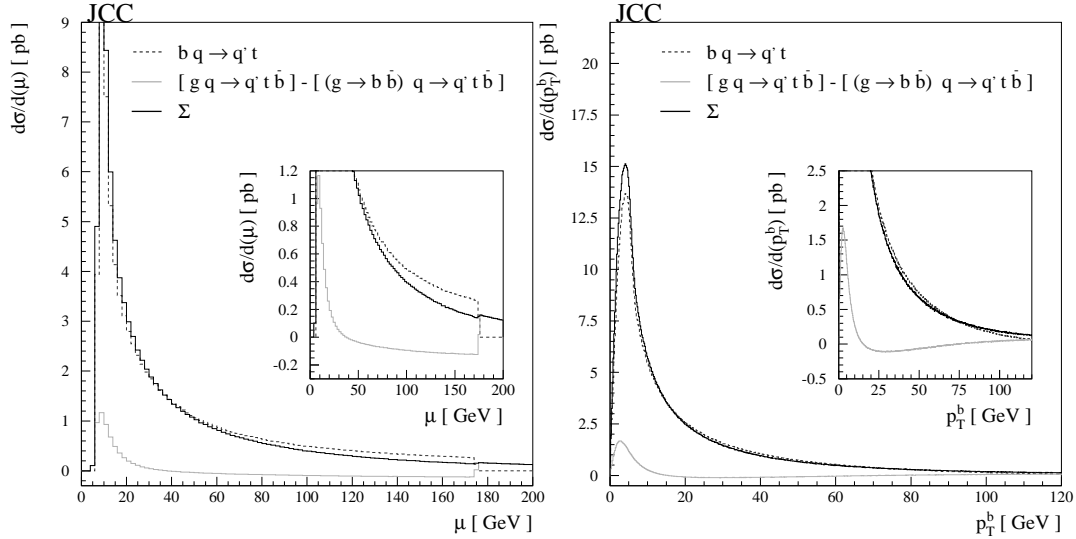 JCC
dσ/d(μ) [ pb ]
9
8
7
6
5
4
3
2
1
0
b q → q’ t
[ g q → q’ t b̄ ] - [ (g → b b̄) q → q’ t b̄ ]
Σ
dσ/d(μ) [ pb ]
1.2
1
0.8
0.6
0.4
0.2
0
-0.2
0 50 100 150 200
μ [ GeV ]
0 20 40 60 80 100 120 140 160 180 200
μ [ GeV ]
JCC
dσ/d(p_T^b) [ pb ]
20
17.5
15
12.5
10
7.5
5
2.5
0
b q → q’ t
[ g q → q’ t b̄ ] - [ (g → b b̄) q → q’ t b̄ ]
Σ
dσ/d(p_T^b) [ pb ]
2.5
2
1.5
1
0.5
0
-0.5
0 25 50 75 100
p_T^b [ GeV ]
0 20 40 60 80 100 120
p_T^b [ GeV ]